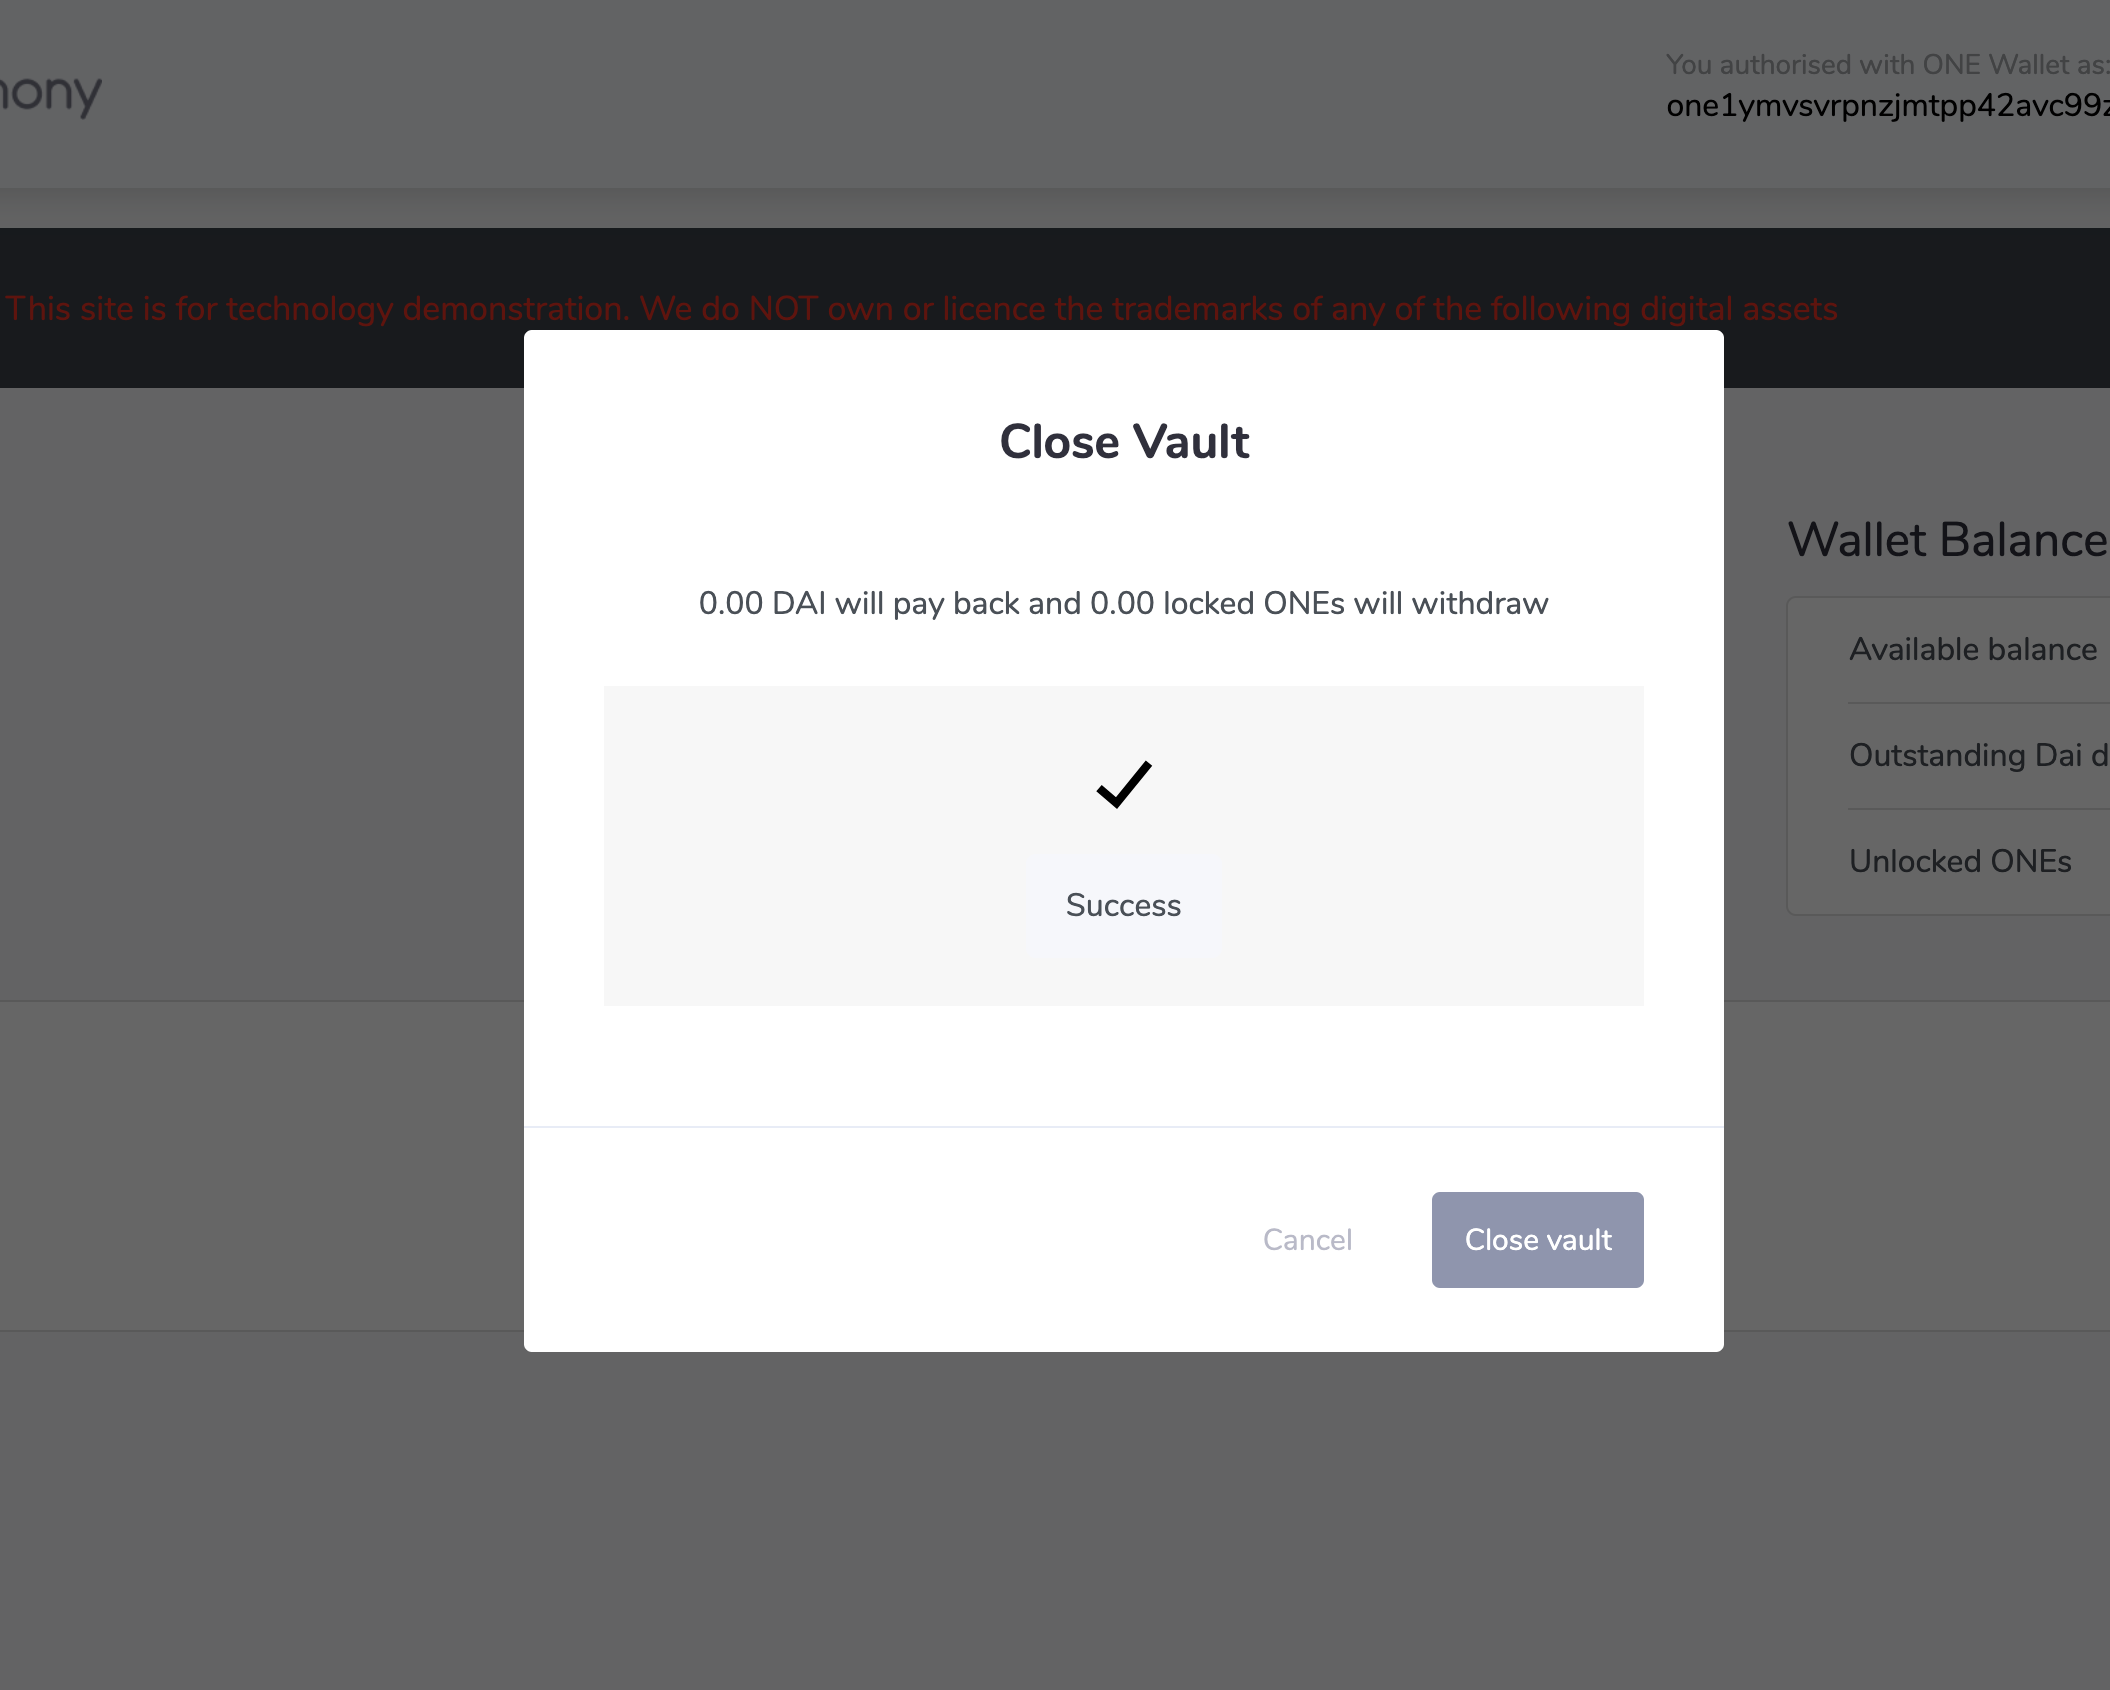 mony
You authorised with ONE Wallet as:
one1ymvsvrpnzjmtpp42avc99z
This site is for technology demonstration. We do NOT own or licence the trademarks of any of the following digital assets
Close Vault
0.00 DAI will pay back and 0.00 locked ONEs will withdraw
Success
Cancel
Close vault
Wallet Balance
Available balance
Outstanding Dai d
Unlocked ONEs